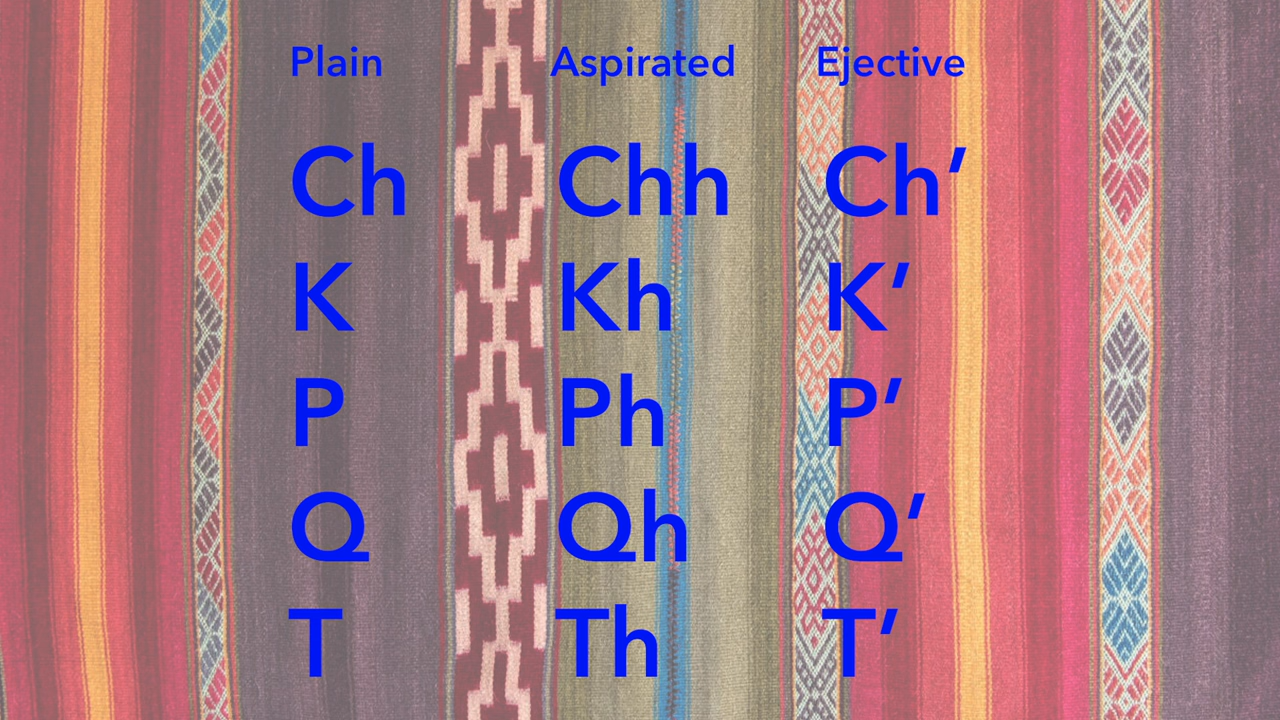 Plain Aspirated Ejective
Ch Chh Ch’
K Kh K’
P Ph P’
Q Qh Q’
T Th T’